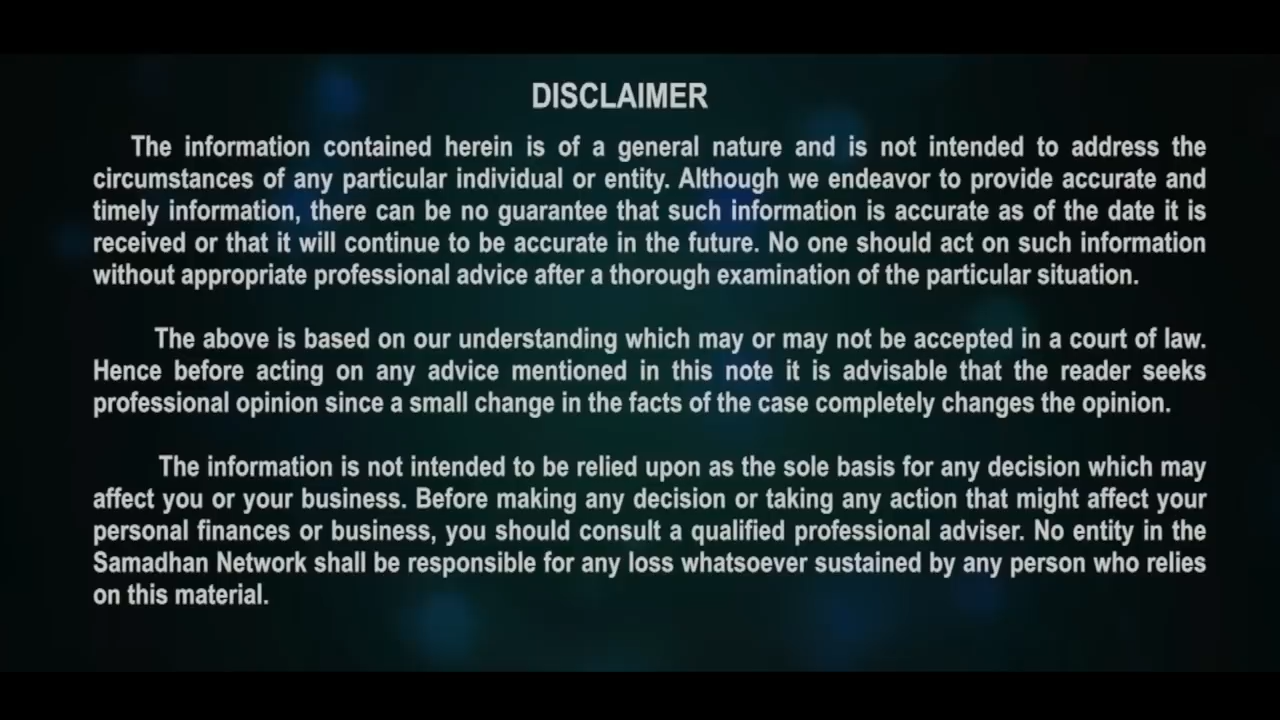 DISCLAIMER
The information contained herein is of a general nature and is not intended to address the
circumstances of any particular individual or entity. Although we endeavor to provide accurate and
timely information, there can be no guarantee that such information is accurate as of the date it is
received or that it will continue to be accurate in the future. No one should act on such information
without appropriate professional advice after a thorough examination of the particular situation.
The above is based on our understanding which may or may not be accepted in a court of law.
Hence before acting on any advice mentioned in this note it is advisable that the reader seeks
professional opinion since a small change in the facts of the case completely changes the opinion.
The information is not intended to be relied upon as the sole basis for any decision which may
affect you or your business. Before making any decision or taking any action that might affect your
personal finances or business, you should consult a qualified professional adviser. No entity in the
Samadhan Network shall be responsible for any loss whatsoever sustained by any person who relies
on this material.